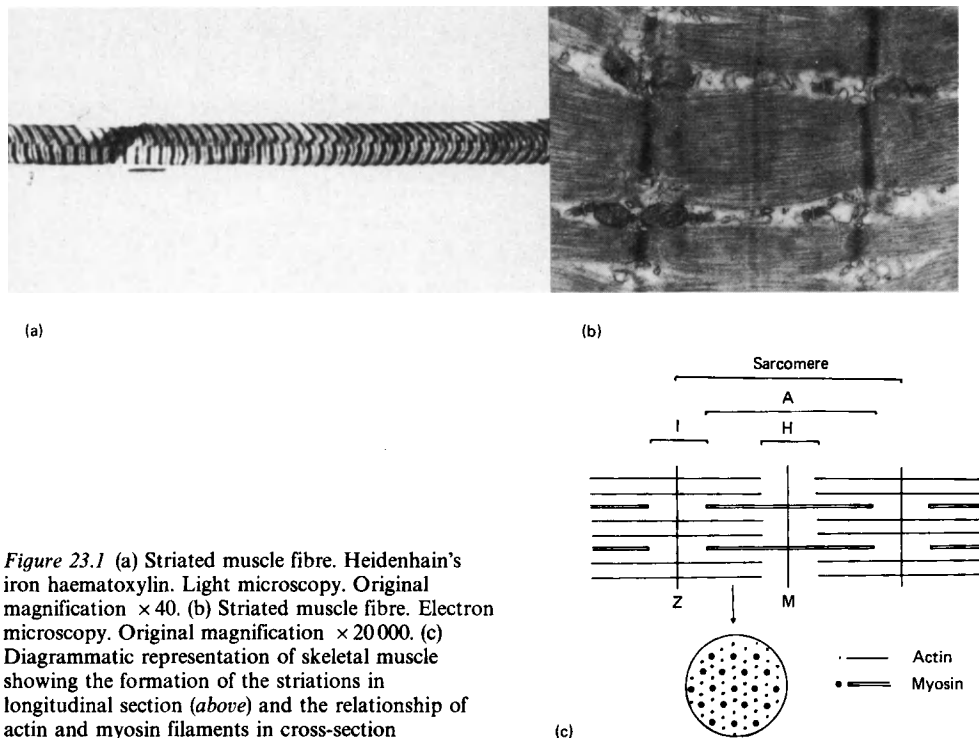 (a)
(b)
Sarcomere
A
I
H
Z
M
Actin
Myosin
(c)
Figure 23.1 (a) Striated muscle fibre. Heidenhain's
iron haematoxylin. Light microscopy. Original
magnification × 40. (b) Striated muscle fibre. Electron
microscopy. Original magnification × 20 000. (c)
Diagrammatic representation of skeletal muscle
showing the formation of the striations in
longitudinal section (above) and the relationship of
actin and myosin filaments in cross-section